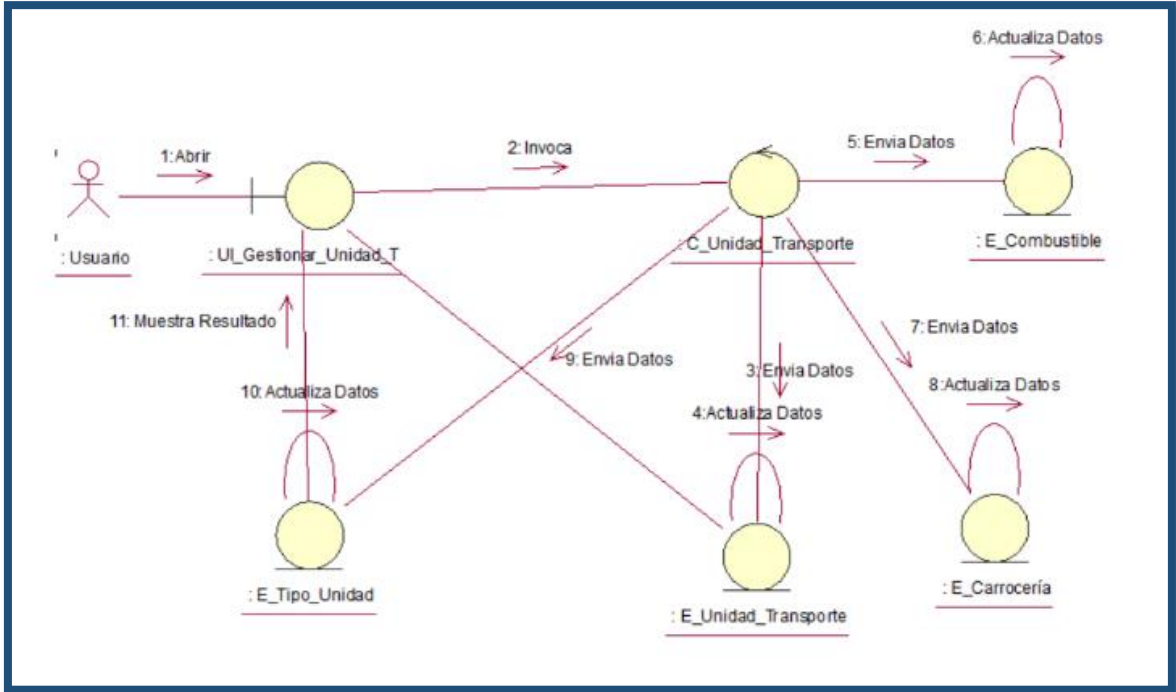 6:Actualiza Datos
1:Abrir
2: Invoca
5: Envia Datos
: Usuario
: UI_Gestionar_Unidad_T
: C_Unidad_Transporte
: E_Combustible
11: Muestra Resultado
7: Envia Datos
9: Envia Datos
3:Envia Datos
10: Actualiza Datos
8:Actualiza Datos
4:Actualiza Datos
: E_Tipo_Unidad
: E_Unidad_Transporte
: E_Carrocería